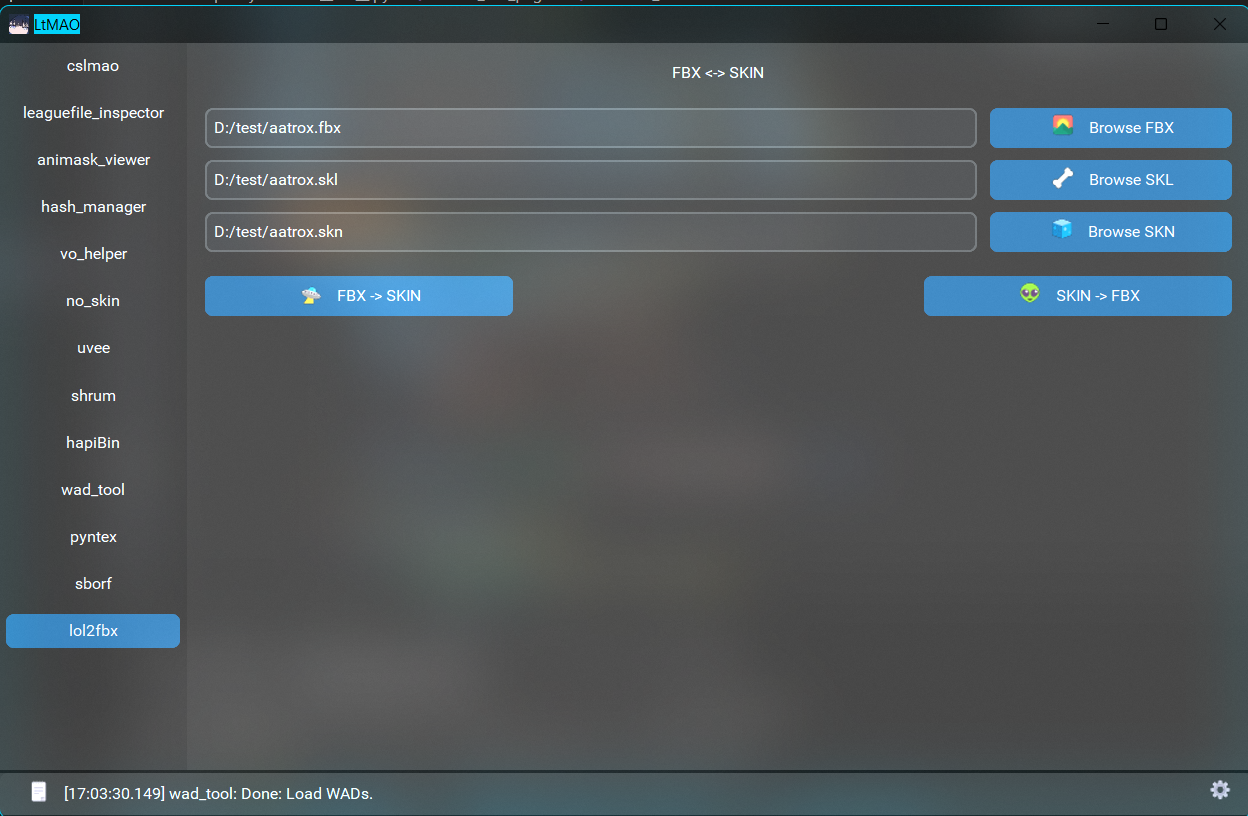 LtMAO
cslmao
leaguefile_inspector
animask_viewer
hash_manager
vo_helper
no_skin
uvee
shrum
hapiBin
wad_tool
pyntex
sborf
lol2fbx
FBX <-> SKIN
D:/test/aatrox.fbx
Browse FBX
D:/test/aatrox.skl
Browse SKL
D:/test/aatrox.skn
Browse SKN
FBX -> SKIN
SKIN -> FBX
[17:03:30.149] wad_tool: Done: Load WADs.